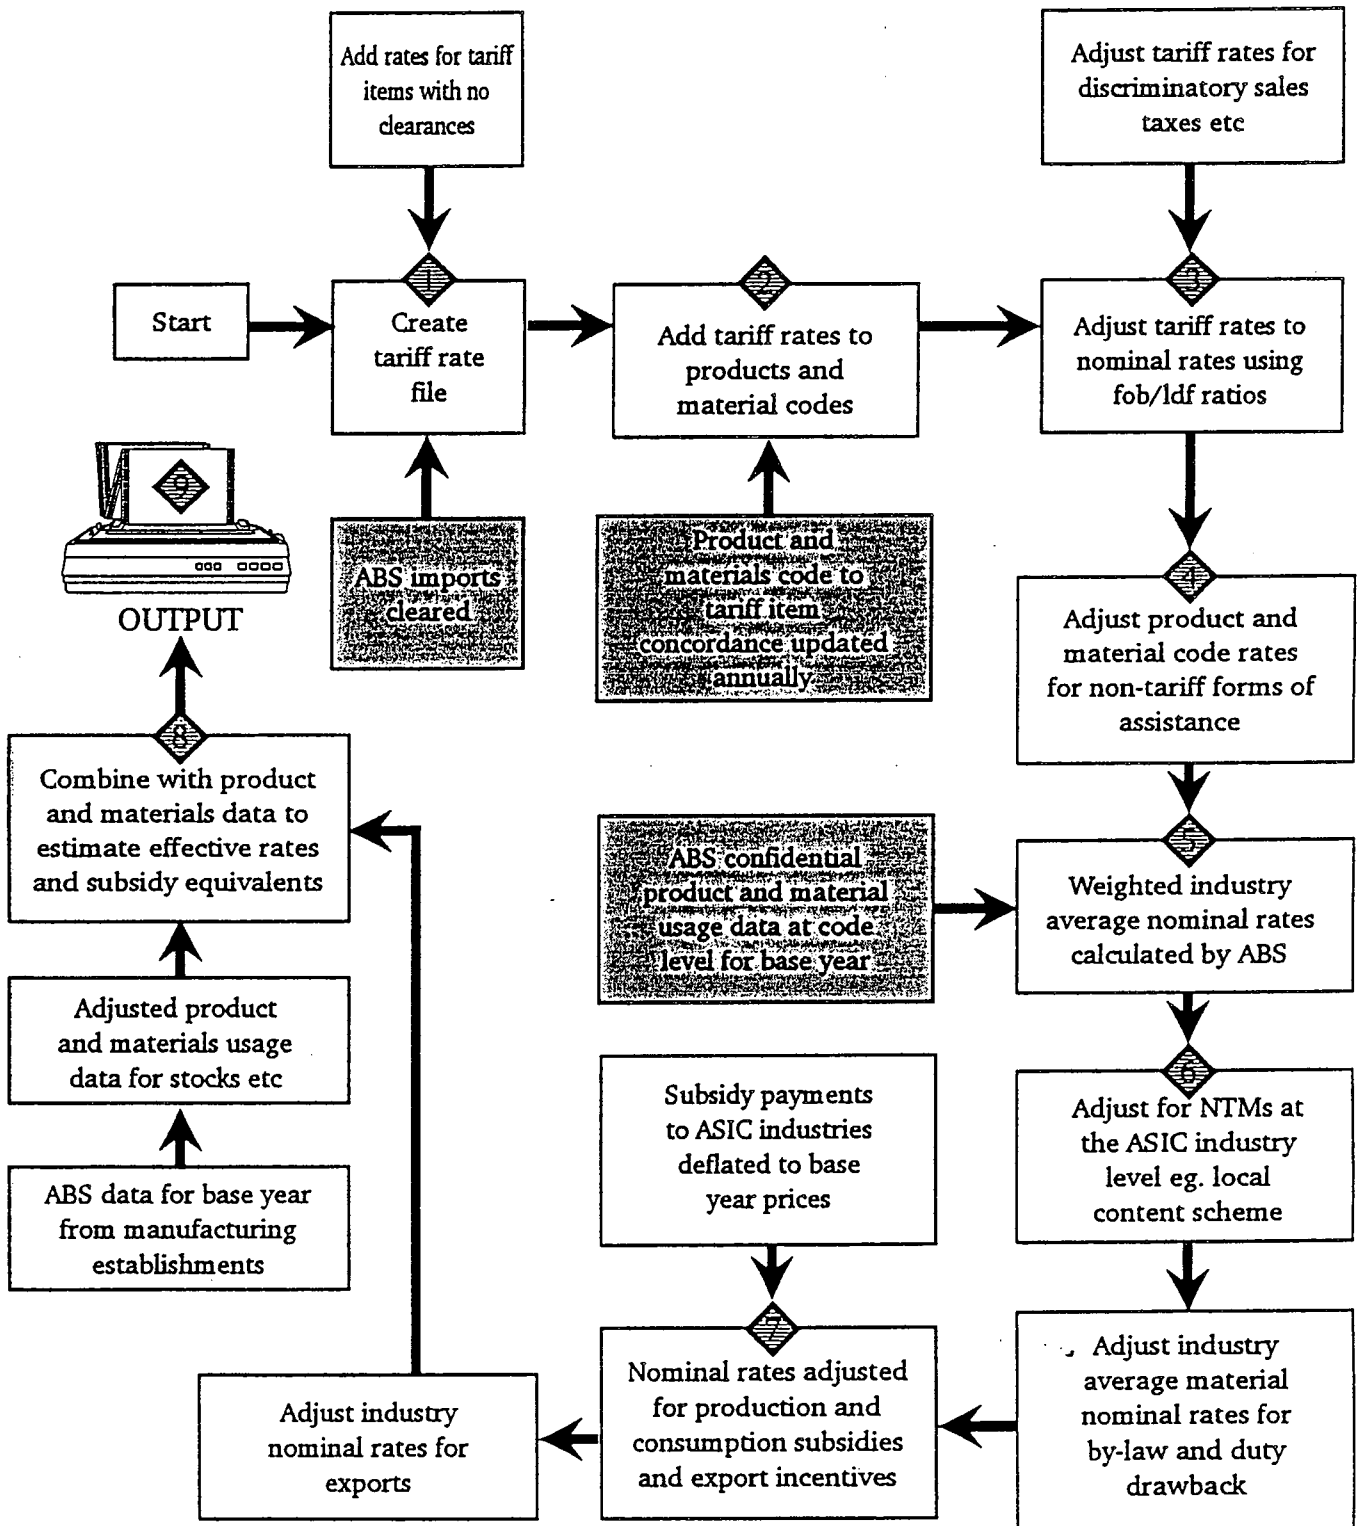 Add rates for tariff
items with no
clearances
Adjust tariff rates for
discriminatory sales
taxes etc
Start
1
Create
tariff rate
file
2
Add tariff rates to
products and
material codes
3
Adjust tariff rates to
nominal rates using
fob/ldf ratios
9
OUTPUT
ABS imports
cleared
Product and
materials code to
tariff item
concordance updated
annually
4
Adjust product and
material code rates
for non-tariff forms of
assistance
8
Combine with product
and materials data to
estimate effective rates
and subsidy equivalents
ABS confidential
product and material
usage data at code
level for base year
5
Weighted industry
average nominal rates
calculated by ABS
Adjusted product
and materials usage
data for stocks etc
Subsidy payments
to ASIC industries
deflated to base
year prices
6
Adjust for NTMs at
the ASIC industry
level eg. local
content scheme
ABS data for base year
from manufacturing
establishments
7
Nominal rates adjusted
for production and
consumption subsidies
and export incentives
Adjust industry
average material
nominal rates for
by-law and duty
drawback
Adjust industry
nominal rates for
exports